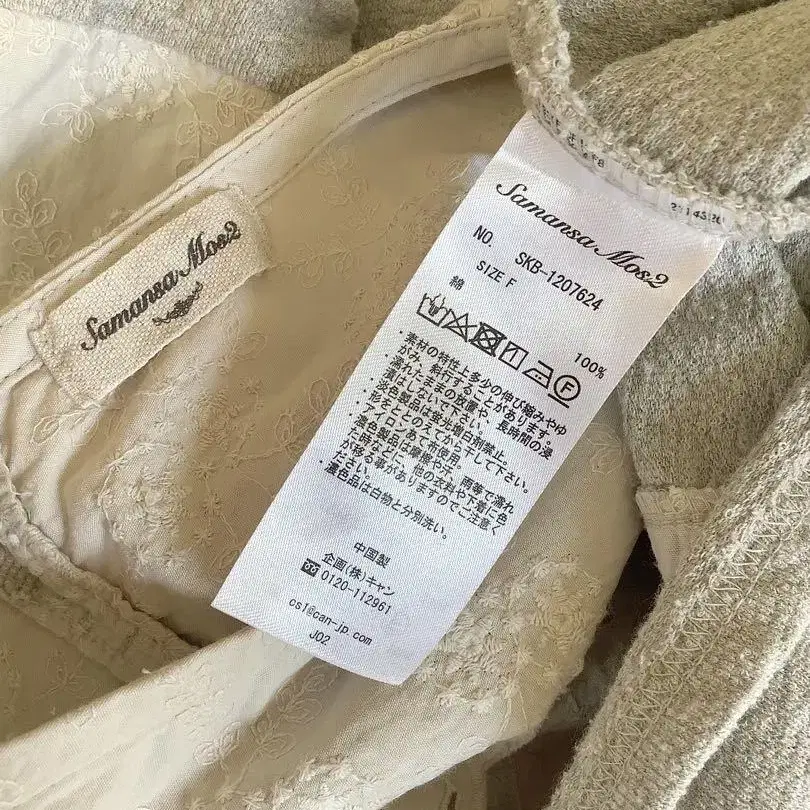 Samansa Mos2
Samansa Mos2
NO. SKB-1207624
SIZE F
綿 100%
・素材の特性上多少の伸び縮みやゆ
がみ、斜行することがあります。
・濡れたままの放置や、長時間の浸
漬はしないで下さい。
・淡色製品は蛍光増白剤禁止。
・形をととのえてから干して下さい。
・アイロンあて布使用。
・濃色製品は摩擦や汗、雨等で濡れ
た時などに、他の衣料や下着に色
が移る事がありますのでご注意く
ださい。
・濃色品は白物と分別洗い。
中国製
企画(株)キャン
0120-112961
cs1@can-jp.com
J02